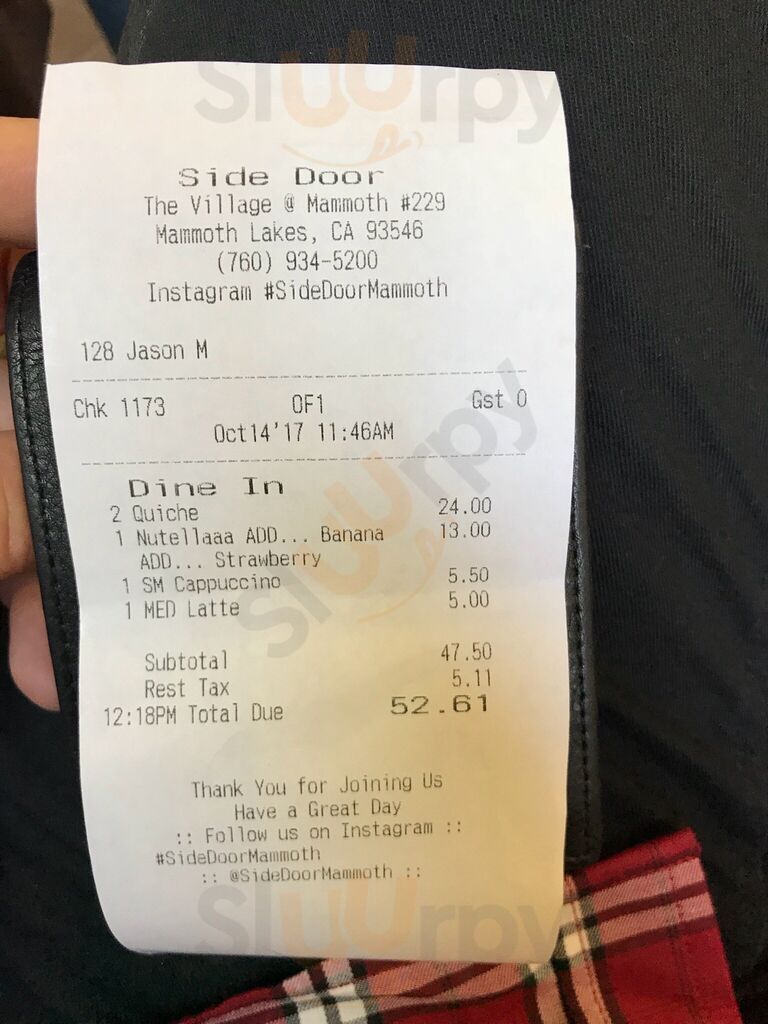 Sluurpy
Side Door
The Village @ Mammoth #229
Mammoth Lakes, CA 93546
(760) 934-5200
Instagram #SideDoorMammoth
128 Jason M
Chk 1173 OF1 Gst 0
Oct14'17 11:46AM
Dine In
2 Quiche 24.00
1 Nutellaaa ADD... Banana 13.00
ADD... Strawberry
1 SM Cappuccino 5.50
1 MED Latte 5.00
Sluurpy
Subtotal 47.50
Rest Tax 5.11
12:18PM Total Due 52.61
Thank You for Joining Us
Have a Great Day
:: Follow us on Instagram ::
#SideDoorMammoth
:: @SideDoorMammoth ::
Sluurpy